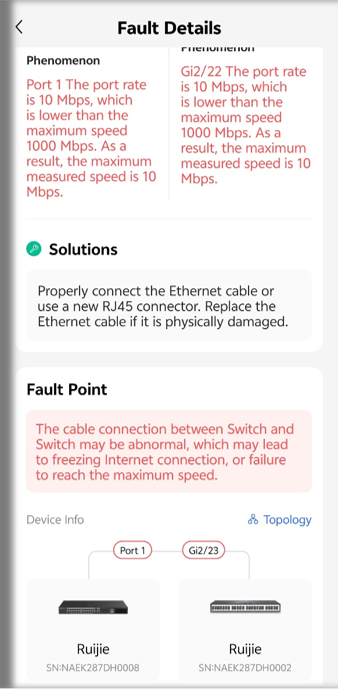 Fault Details
Phenomenon
Port 1 The port rate
is 10 Mbps, which
is lower than the
maximum speed
1000 Mbps. As a
result, the maximum
measured speed is 10
Mbps.
Phenomenon
Gi2/22 The port rate
is 10 Mbps, which
is lower than the
maximum speed
1000 Mbps. As a
result, the maximum
measured speed is 10
Mbps.
Solutions
Properly connect the Ethernet cable or
use a new RJ45 connector. Replace the
Ethernet cable if it is physically damaged.
Fault Point
The cable connection between Switch and
Switch may be abnormal, which may lead
to freezing Internet connection, or failure
to reach the maximum speed.
Device Info
Topology
Port 1
Gi2/23
Ruijie
SN:NAEK287DH0008
Ruijie
SN:NAEK287DH0002